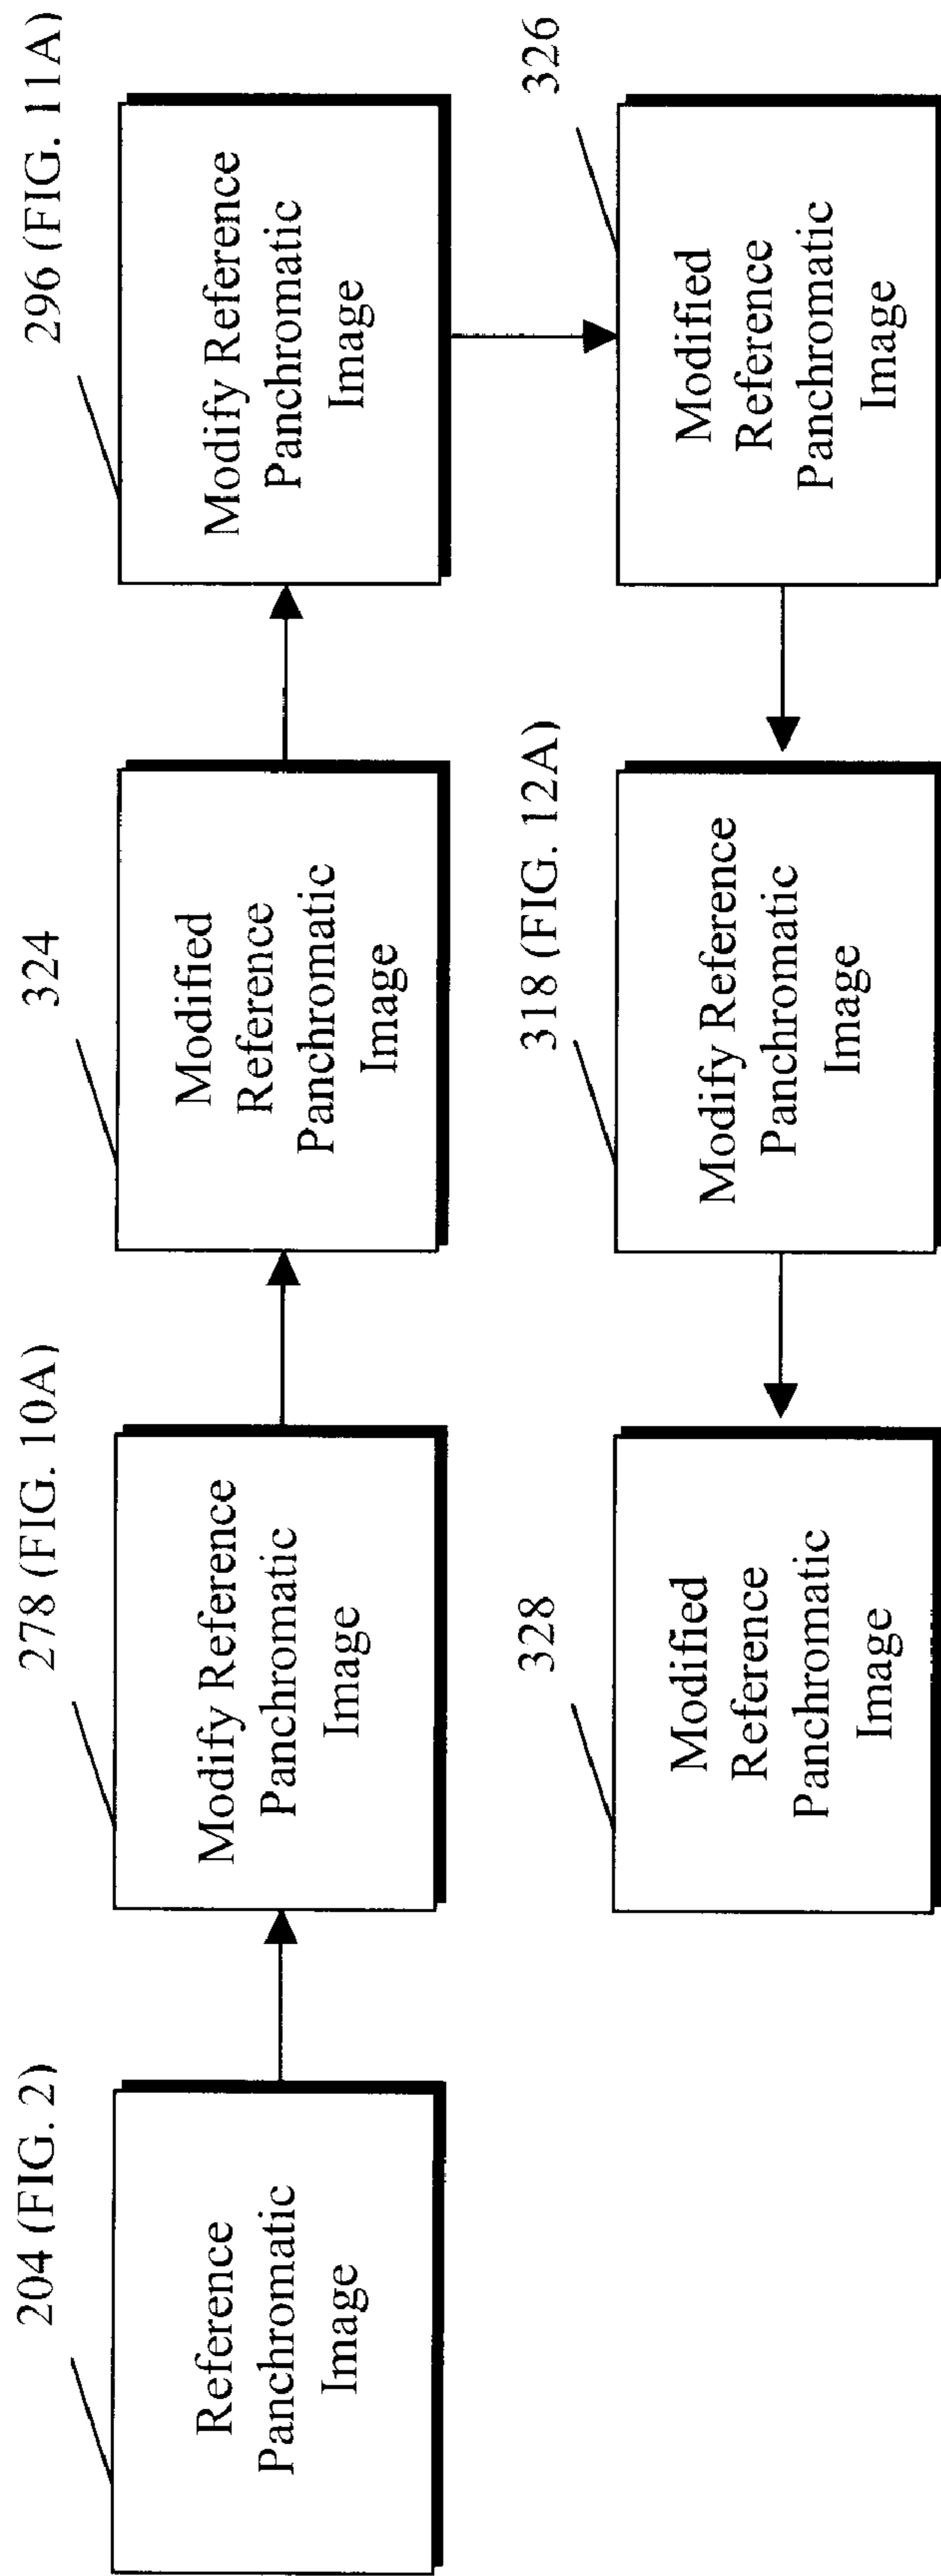 204 (FIG. 2)
Reference
Panchromatic
Image
278 (FIG. 10A)
Modify Reference
Panchromatic
Image
324
Modified
Reference
Panchromatic
Image
296 (FIG. 11A)
Modify Reference
Panchromatic
Image
326
Modified
Reference
Panchromatic
Image
318 (FIG. 12A)
Modify Reference
Panchromatic
Image
328
Modified
Reference
Panchromatic
Image